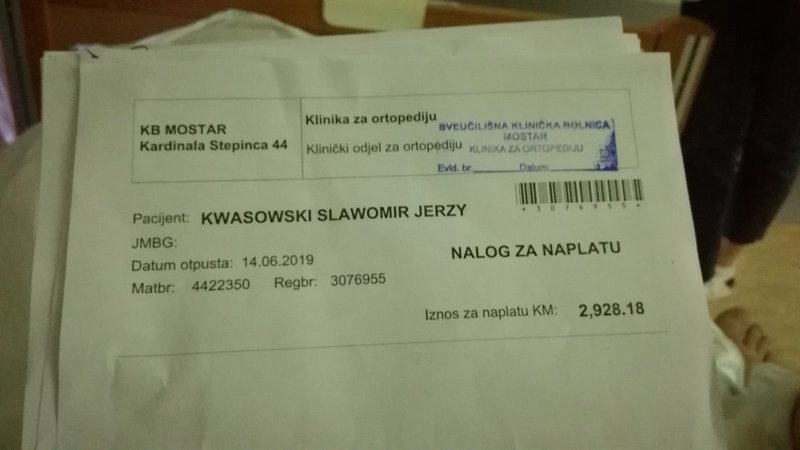 KB MOSTAR
Kardinala Stepinca 44
Klinika za ortopediju
Klinički odjel za ortopediju
SVEUČILIŠNA KLINIČKA BOLNICA
MOSTAR
KLINIKA ZA ORTOPEDIJU
Evid. br. Datum:
*3076955*
Pacijent: KWASOWSKI SLAWOMIR JERZY
JMBG:
Datum otpusta: 14.06.2019
Matbr: 4422350 Regbr: 3076955
NALOG ZA NAPLATU
Iznos za naplatu KM: 2,928.18